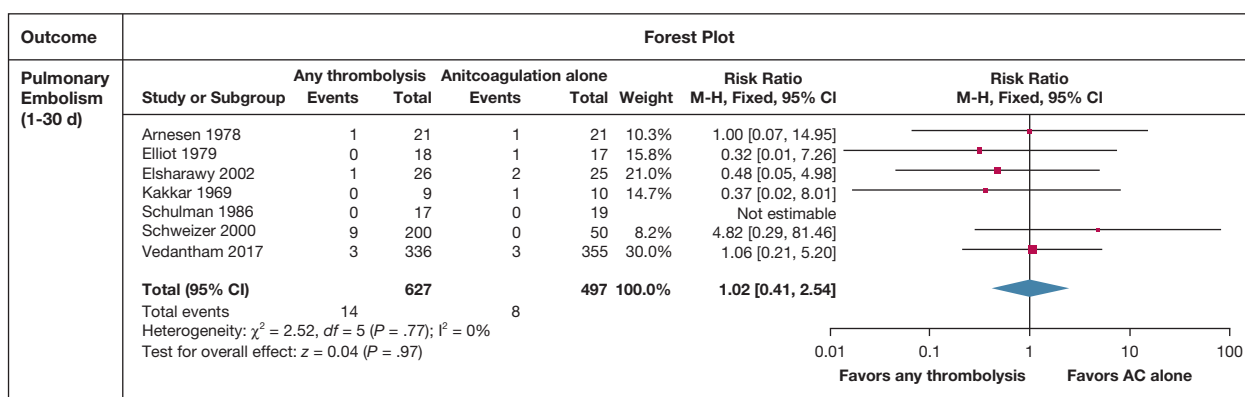 Outcome Forest Plot
Pulmonary Embolism (1-30 d)
Any thrombolysis Anitcoagulation alone Risk Ratio Risk Ratio
Study or Subgroup Events Total Events Total Weight M-H, Fixed, 95% CI M-H, Fixed, 95% CI
Arnesen 1978 1 21 1 21 10.3% 1.00 [0.07, 14.95]
Elliot 1979 0 18 1 17 15.8% 0.32 [0.01, 7.26]
Elsharawy 2002 1 26 2 25 21.0% 0.48 [0.05, 4.98]
Kakkar 1969 0 9 1 10 14.7% 0.37 [0.02, 8.01]
Schulman 1986 0 17 0 19 Not estimable
Schweizer 2000 9 200 0 50 8.2% 4.82 [0.29, 81.46]
Vedantham 2017 3 336 3 355 30.0% 1.06 [0.21, 5.20]
Total (95% CI) 627 497 100.0% 1.02 [0.41, 2.54]
Total events 14 8
Heterogeneity: χ² = 2.52, df = 5 (P = .77); I² = 0%
Test for overall effect: z = 0.04 (P = .97)
0.01 0.1 1 10 100
Favors any thrombolysis Favors AC alone